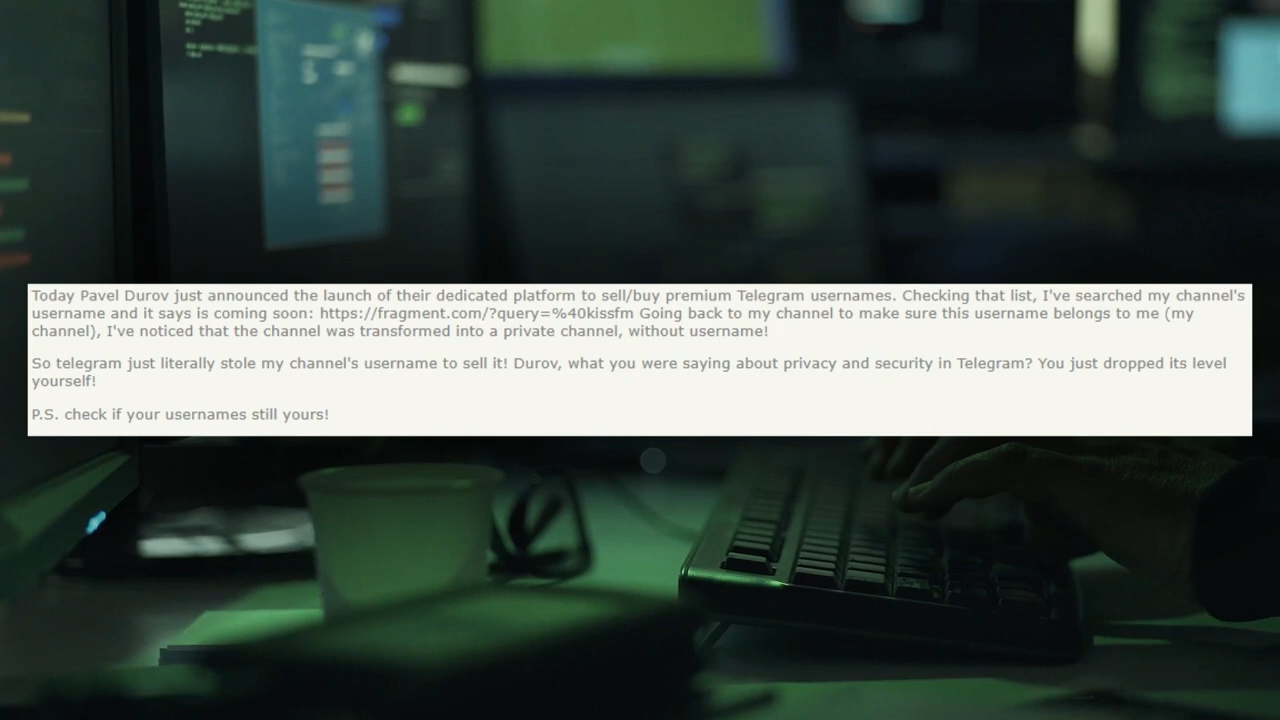 Today Pavel Durov just announced the launch of their dedicated platform to sell/buy premium Telegram usernames. Checking that list, I've searched my channel's
username and it says is coming soon: https://fragment.com/?query=%40kissfm Going back to my channel to make sure this username belongs to me (my
channel), I've noticed that the channel was transformed into a private channel, without username!
So telegram just literally stole my channel's username to sell it! Durov, what you were saying about privacy and security in Telegram? You just dropped its level
yourself!
P.S. check if your usernames still yours!